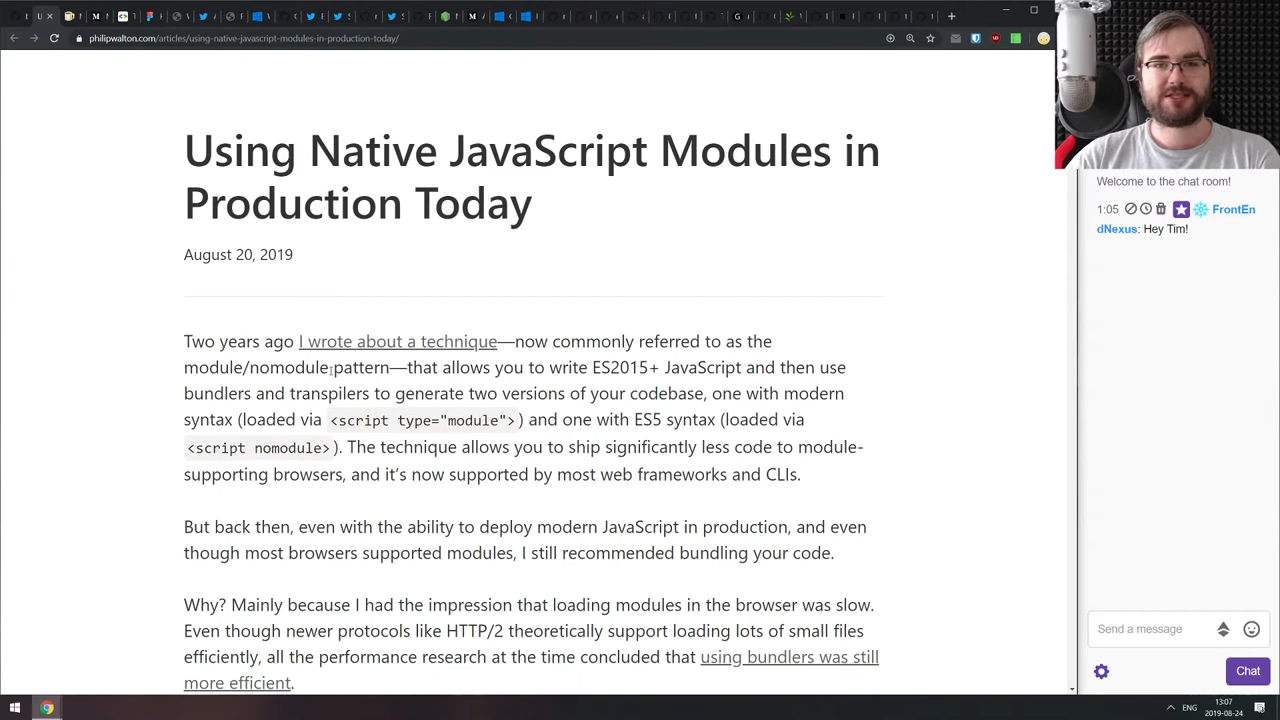 philipwalton.com/articles/using-native-javascript-modules-in-production-today/
Using Native JavaScript Modules in
Production Today
August 20, 2019
Two years ago I wrote about a technique—now commonly referred to as the
module/nomodule pattern—that allows you to write ES2015+ JavaScript and then use
bundlers and transpilers to generate two versions of your codebase, one with modern
syntax (loaded via <script type="module">) and one with ES5 syntax (loaded via
<script nomodule>). The technique allows you to ship significantly less code to module-
supporting browsers, and it’s now supported by most web frameworks and CLIs.
But back then, even with the ability to deploy modern JavaScript in production, and even
though most browsers supported modules, I still recommended bundling your code.
Why? Mainly because I had the impression that loading modules in the browser was slow.
Even though newer protocols like HTTP/2 theoretically support loading lots of small files
efficiently, all the performance research at the time concluded that using bundlers was still
more efficient.
Welcome to the chat room!
1:05 FrontEn
dNexus: Hey Tim!
Send a message
Chat
ENG
13:07
2019-08-24